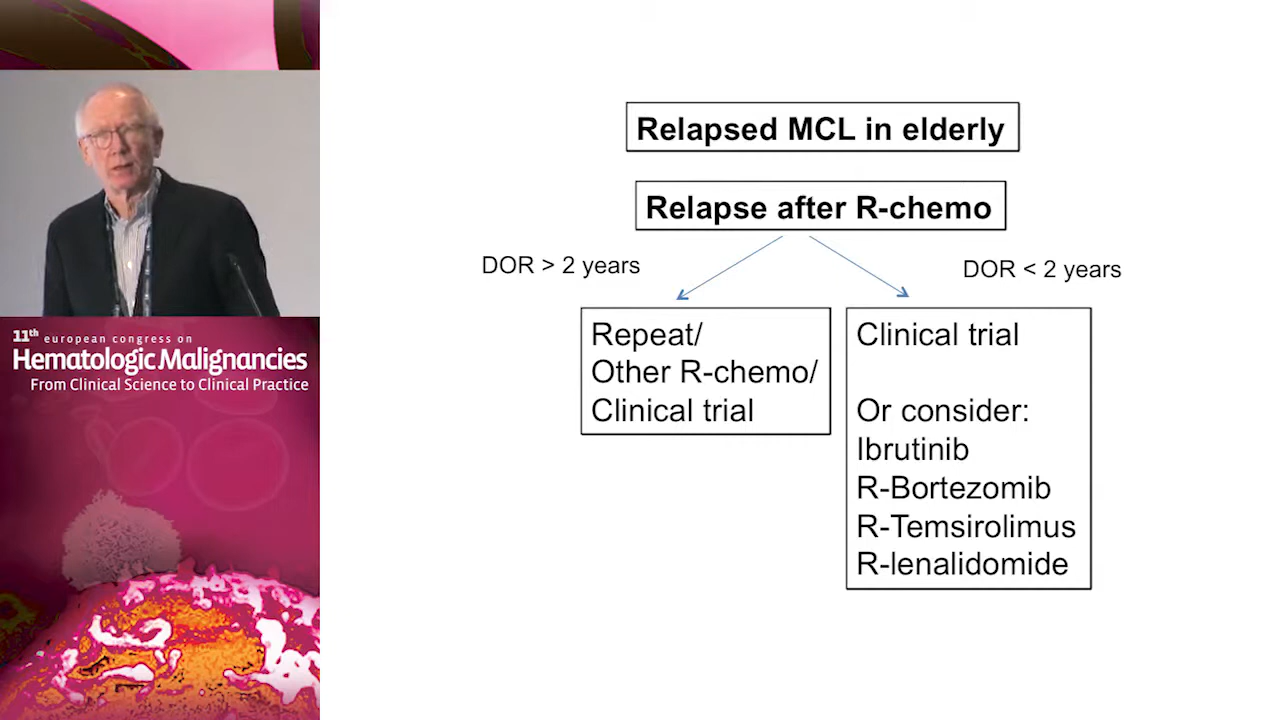 11th european congress on
Hematologic Malignancies
From Clinical Science to Clinical Practice
Relapsed MCL in elderly
Relapse after R-chemo
DOR > 2 years
DOR < 2 years
Repeat/
Other R-chemo/
Clinical trial
Clinical trial
Or consider:
Ibrutinib
R-Bortezomib
R-Temsirolimus
R-lenalidomide